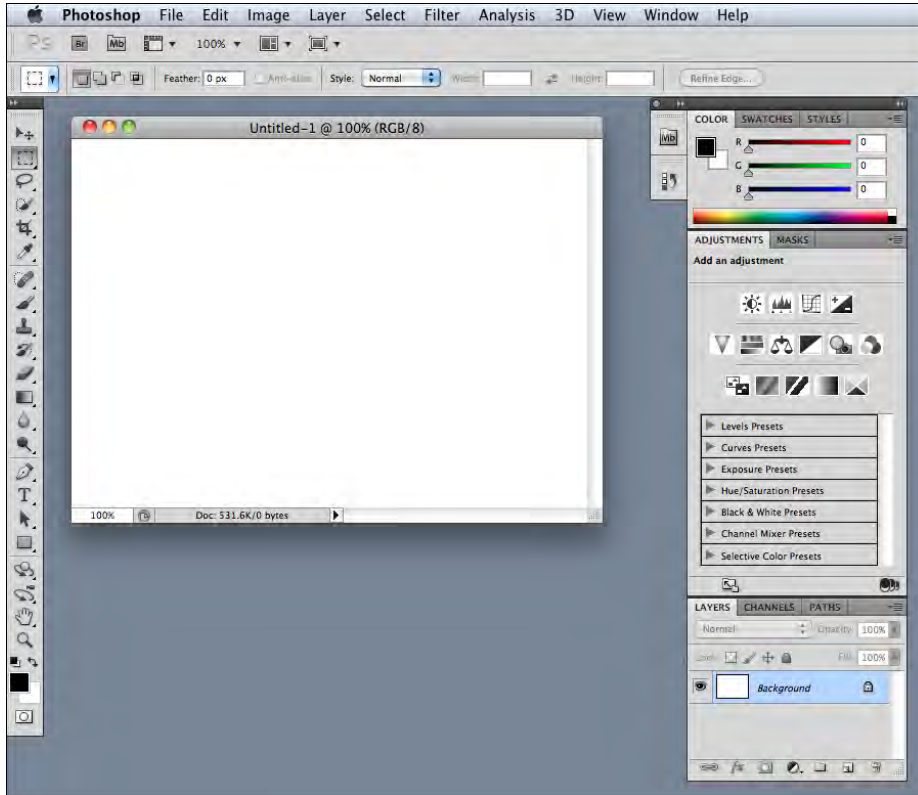 Photoshop File Edit Image Layer Select Filter Analysis 3D View Window Help
Ps Br Mb 100%
Feather: 0 px Anti-alias Style: Normal Width: Height: Refine Edge...
Untitled-1 @ 100% (RGB/8)
100% Doc: 531.6K/0 bytes
Mb
COLOR SWATCHES STYLES
R 0
G 0
B 0
ADJUSTMENTS MASKS
Add an adjustment
Levels Presets
Curves Presets
Exposure Presets
Hue/Saturation Presets
Black & White Presets
Channel Mixer Presets
Selective Color Presets
LAYERS CHANNELS PATHS
Normal Opacity: 100%
Lock: Fill: 100%
Background
fx